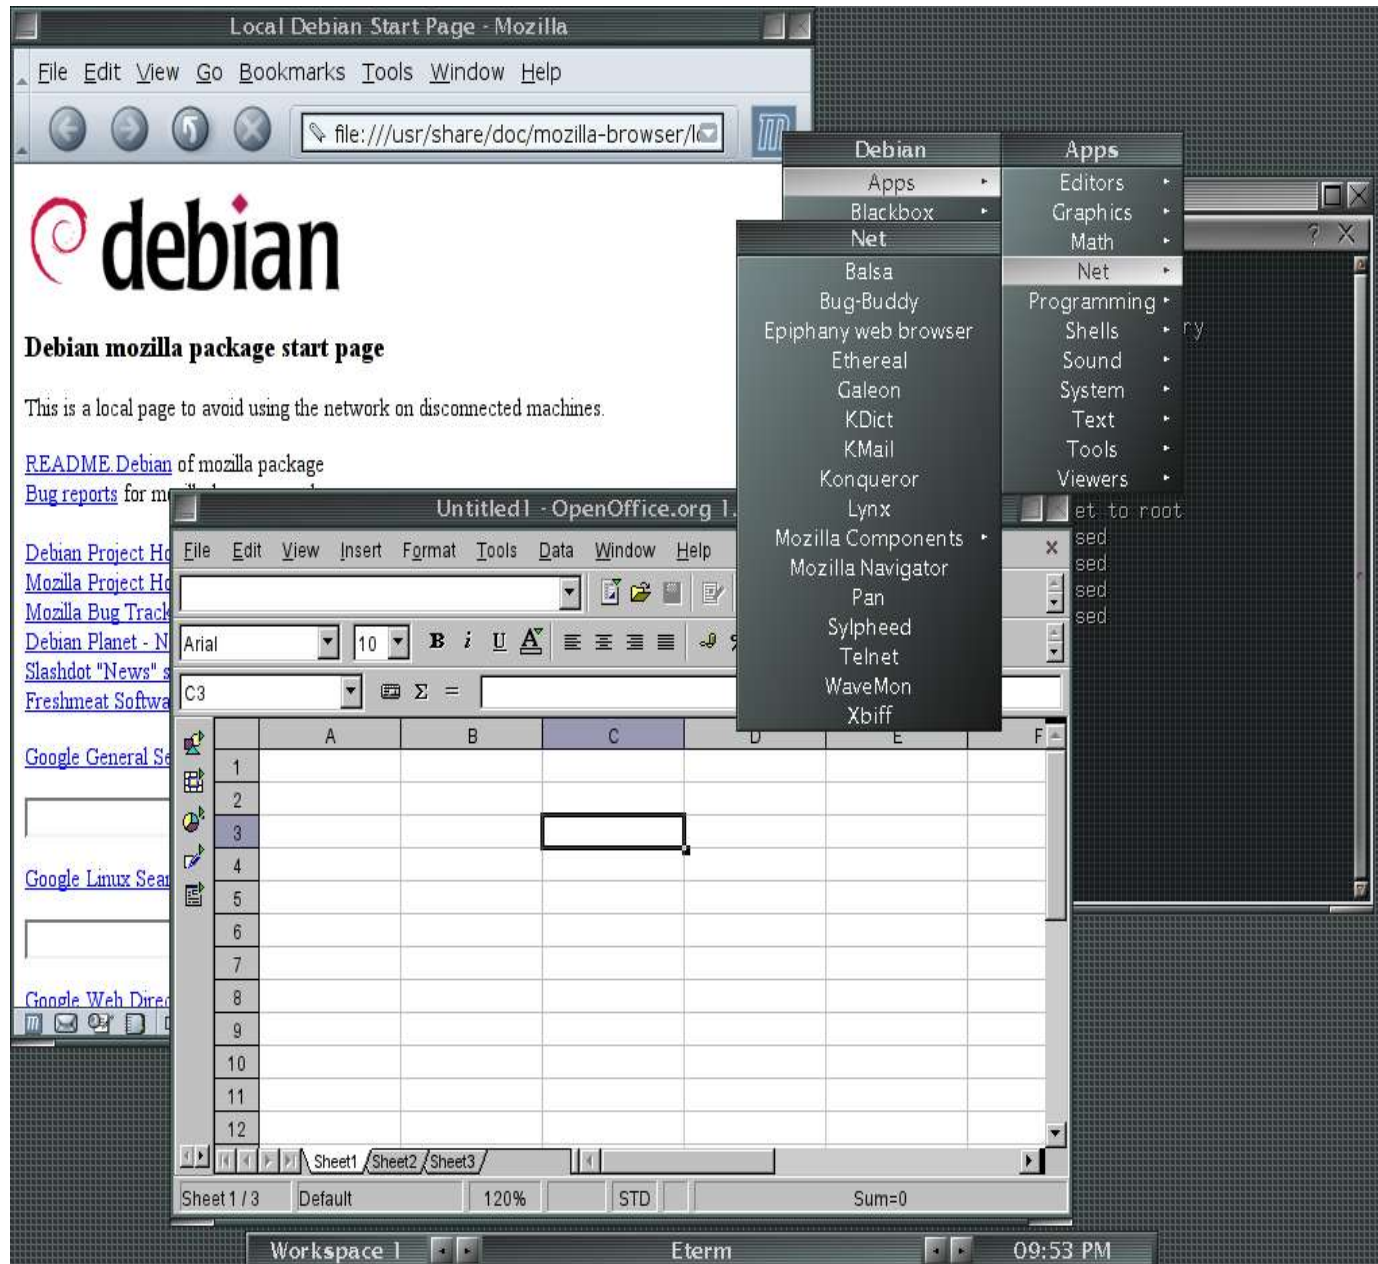 Local Debian Start Page - Mozilla
File Edit View Go Bookmarks Tools Window Help
file:///usr/share/doc/mozilla-browser/
debian
Debian mozilla package start page
This is a local page to avoid using the network on disconnected machines.
README.Debian of mozilla package
Bug reports for
Debian Project
Mozilla Project
Mozilla Bug Track
Debian Planet - N
Slashdot "News" s
Freshmeat Softwa
Google General Se
Google Linux Sear
Google Web Direc
Debian
Apps
Blackbox
Apps
Editors
Graphics
Math
Net
Programming
Shells
Sound
System
Text
Tools
Viewers
Net
Balsa
Bug-Buddy
Epiphany web browser
Ethereal
Galeon
KDict
KMail
Konqueror
Lynx
Mozilla Components
Mozilla Navigator
Pan
Sylpheed
Telnet
WaveMon
Xbiff
? X
ry
et to root
sed
sed
sed
sed
Untitled1 - OpenOffice.org 1.
File Edit View Insert Format Tools Data Window Help
Arial 10 B i U A
C3 Σ =
A B C D E F
1
2
3
4
5
6
7
8
9
10
11
12
Sheet1 Sheet2 Sheet3
Sheet 1 / 3 Default 120% STD Sum=0
Workspace 1 Eterm 09:53 PM